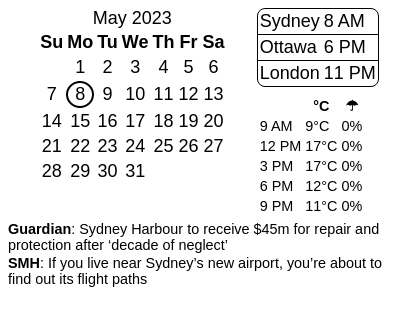 May 2023
Su Mo Tu We Th Fr Sa
1 2 3 4 5 6
7 8 9 10 11 12 13
14 15 16 17 18 19 20
21 22 23 24 25 26 27
28 29 30 31
Sydney 8 AM
Ottawa 6 PM
London 11 PM
°C ☂
9 AM 9°C 0%
12 PM 17°C 0%
3 PM 17°C 0%
6 PM 12°C 0%
9 PM 11°C 0%
Guardian: Sydney Harbour to receive $45m for repair and
protection after ‘decade of neglect’
SMH: If you live near Sydney’s new airport, you’re about to
find out its flight paths